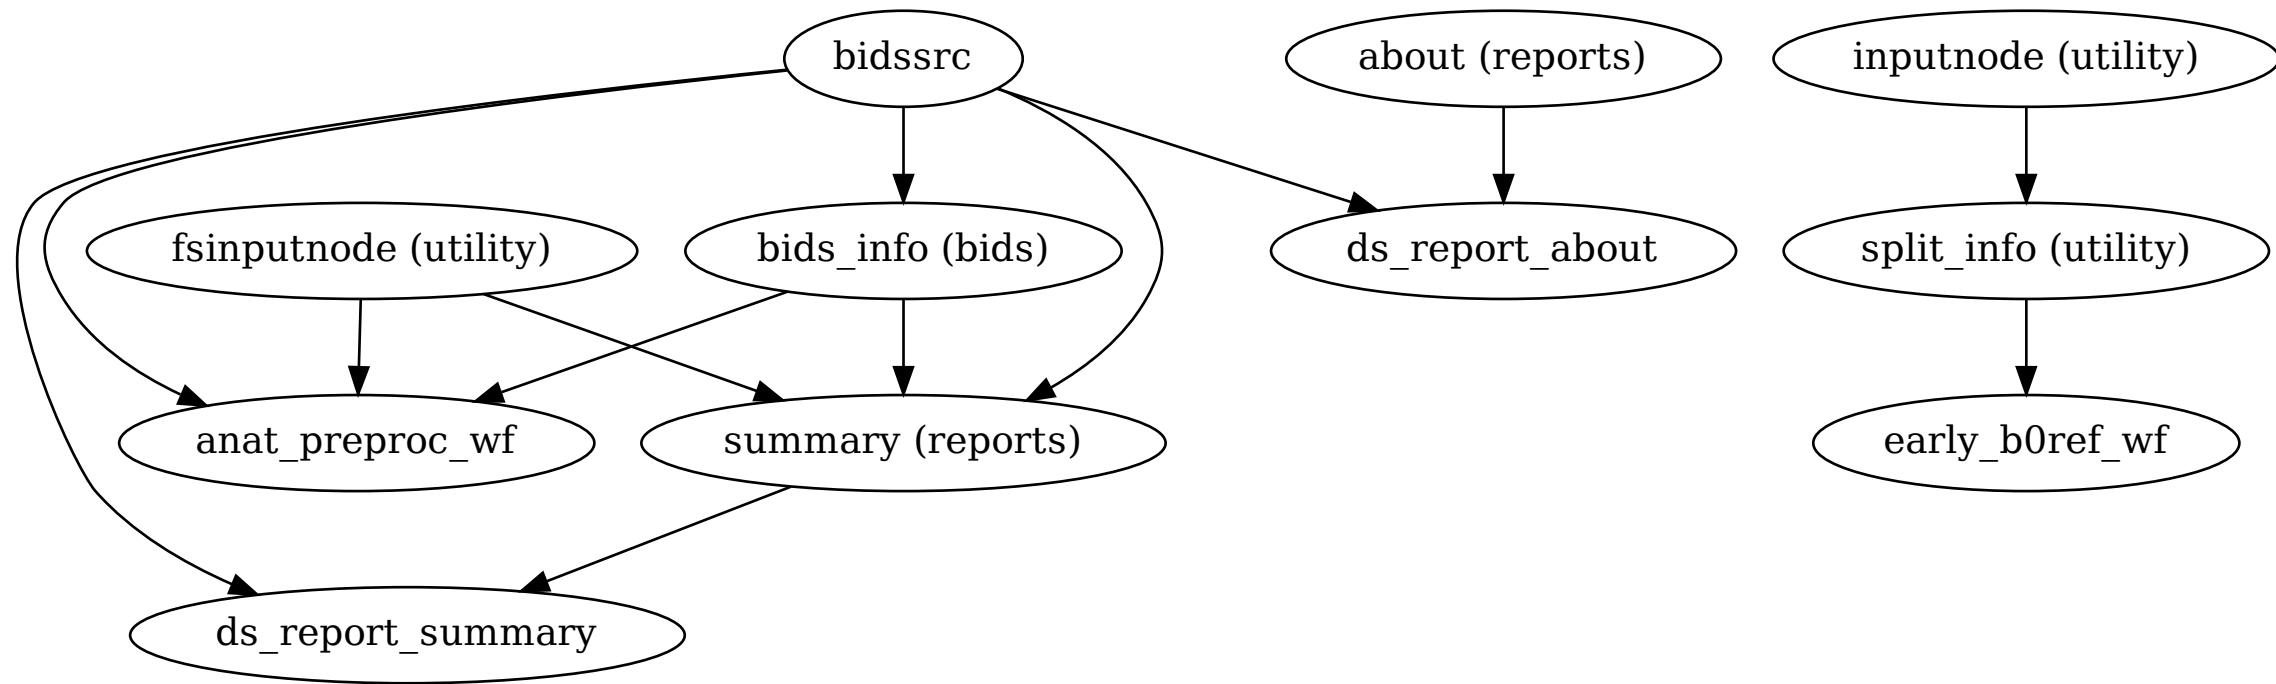 bidssrc
about (reports)
inputnode (utility)
fsinputnode (utility)
bids_info (bids)
ds_report_about
split_info (utility)
anat_preproc_wf
summary (reports)
early_b0ref_wf
ds_report_summary